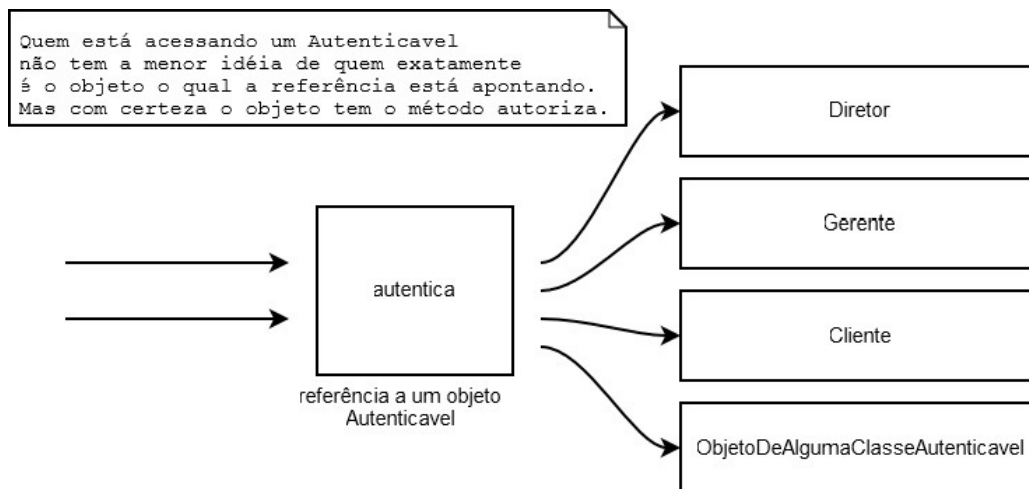 Quem está acessando um Autenticavel
não tem a menor idéia de quem exatamente
é o objeto o qual a referência está apontando.
Mas com certeza o objeto tem o método autoriza.
Diretor
Gerente
autentica
Cliente
referência a um objeto
Autenticavel
ObjetoDeAlgumaClasseAutenticavel